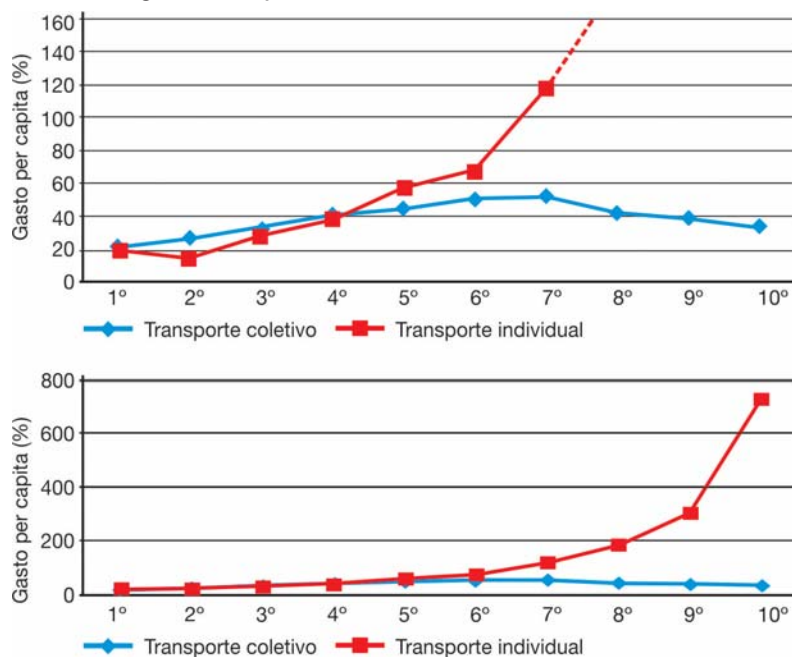 Gasto per capita (%)
160
140
120
100
80
60
40
20
0
1º 2º 3º 4º 5º 6º 7º 8º 9º 10º
Transporte coletivo Transporte individual
Gasto per capita (%)
800
600
400
200
0
1º 2º 3º 4º 5º 6º 7º 8º 9º 10º
Transporte coletivo Transporte individual